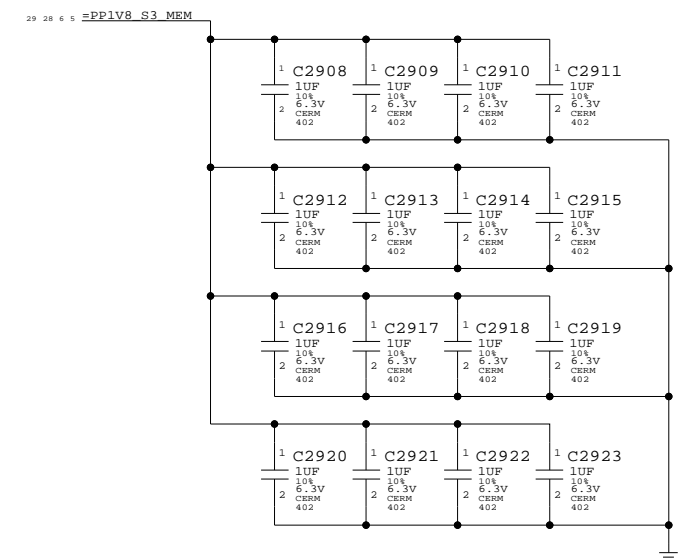 29 28 6 5 =PP1V8_S3_MEM
1 C2908 1 C2909 1 C2910 1 C2911
1UF 1UF 1UF 1UF
10% 10% 10% 10%
2 6.3V 2 6.3V 2 6.3V 2 6.3V
CERM CERM CERM CERM
402 402 402 402
1 C2912 1 C2913 1 C2914 1 C2915
1UF 1UF 1UF 1UF
10% 10% 10% 10%
2 6.3V 2 6.3V 2 6.3V 2 6.3V
CERM CERM CERM CERM
402 402 402 402
1 C2916 1 C2917 1 C2918 1 C2919
1UF 1UF 1UF 1UF
10% 10% 10% 10%
2 6.3V 2 6.3V 2 6.3V 2 6.3V
CERM CERM CERM CERM
402 402 402 402
1 C2920 1 C2921 1 C2922 1 C2923
1UF 1UF 1UF 1UF
10% 10% 10% 10%
2 6.3V 2 6.3V 2 6.3V 2 6.3V
CERM CERM CERM CERM
402 402 402 402